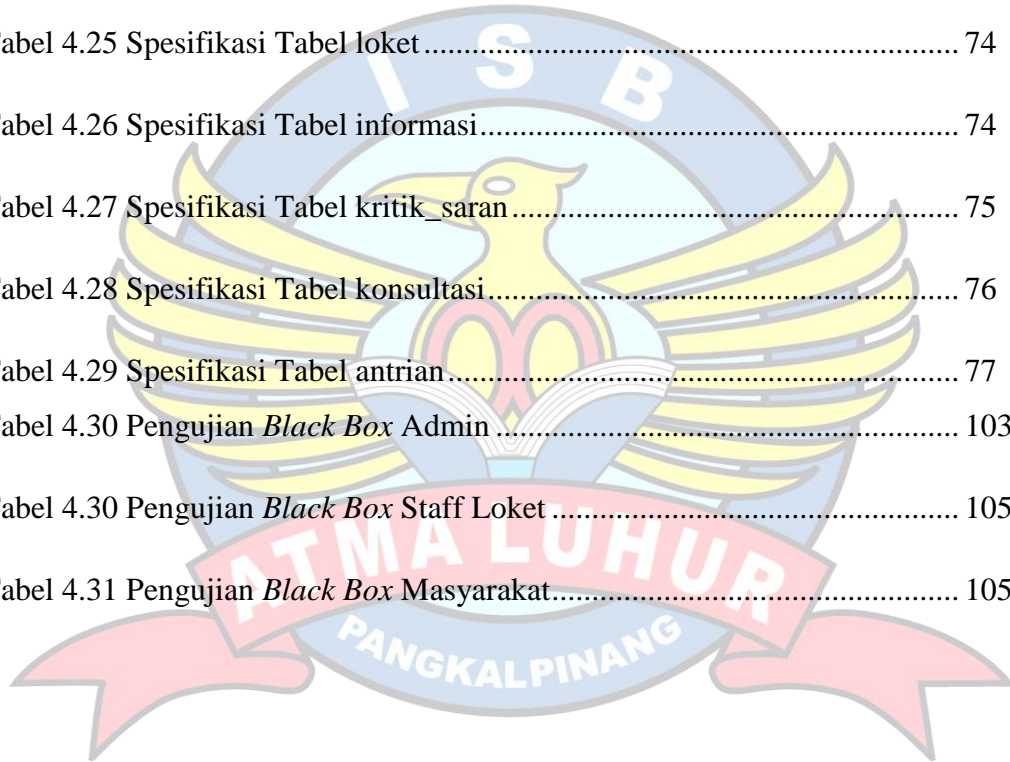 abel 4.25 Spesifikasi Tabel loket.......................................................................... 74
abel 4.26 Spesifikasi Tabel informasi.................................................................. 74
abel 4.27 Spesifikasi Tabel kritik_saran.............................................................. 75
abel 4.28 Spesifikasi Tabel konsultasi................................................................. 76
abel 4.29 Spesifikasi Tabel antrian...................................................................... 77
abel 4.30 Pengujian Black Box Admin................................................................ 103
abel 4.30 Pengujian Black Box Staff Loket......................................................... 105
abel 4.31 Pengujian Black Box Masyarakat......................................................... 105
I S B
ATMA LUHUR
PANGKALPINANG